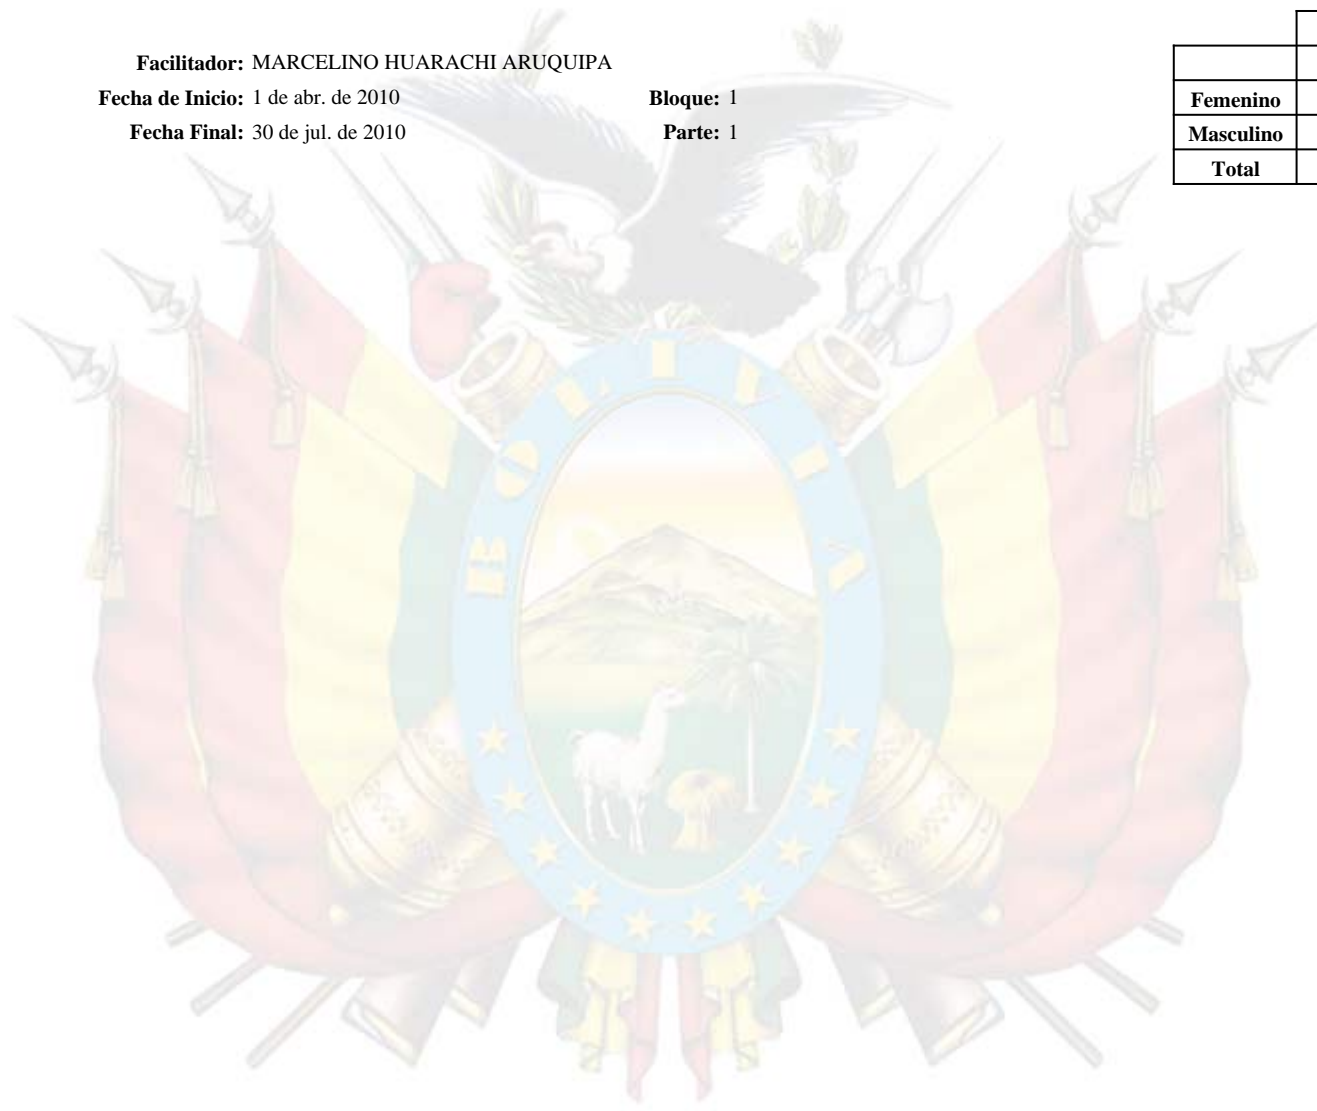 Facilitador: MARCELINO HUARACHI ARUQUIPA
Fecha de Inicio: 1 de abr. de 2010 Bloque: 1
Fecha Final: 30 de jul. de 2010 Parte: 1
Femenino
Masculino
Total
BOLIVIA